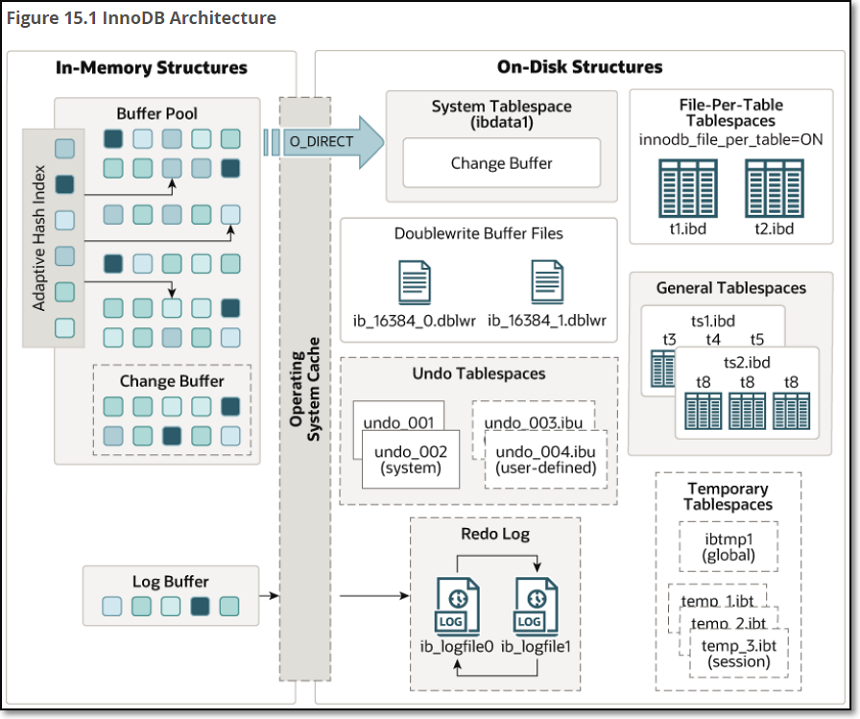 Figure 15.1 InnoDB Architecture
In-Memory Structures
Buffer Pool
Adaptive Hash Index
Change Buffer
Log Buffer
Operating
System Cache
On-Disk Structures
O_DIRECT
System Tablespace
(ibdata1)
Change Buffer
File-Per-Table
Tablespaces
innodb_file_per_table=ON
t1.ibd
t2.ibd
Doublewrite Buffer Files
ib_16384_0.dblwr
ib_16384_1.dblwr
General Tablespaces
ts1.ibd
t3
t4
t5
ts2.ibd
t8
t8
t8
Undo Tablespaces
undo_001
undo_002
(system)
undo_003.ibu
undo_004.ibu
(user-defined)
Redo Log
LOG
LOG
ib_logfile0
ib_logfile1
Temporary
Tablespaces
ibtmp1
(global)
temp_1.ibt
temp_2.ibt
temp_3.ibt
(session)